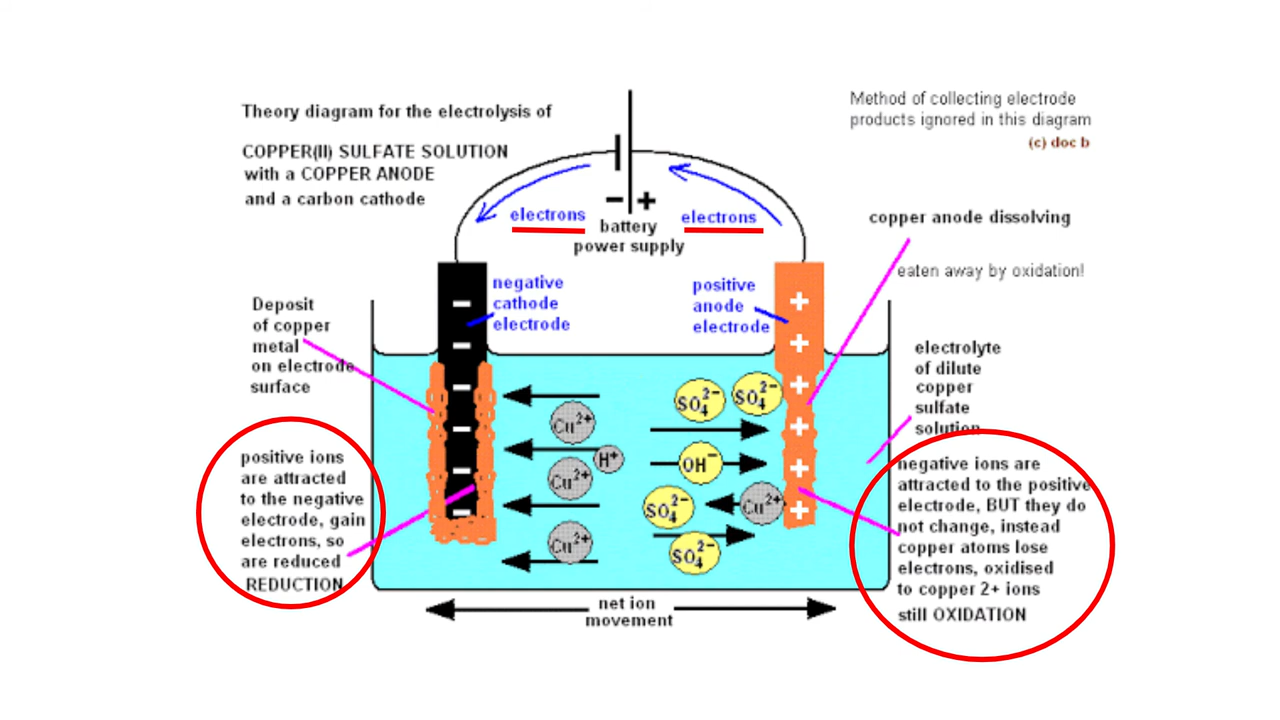 Theory diagram for the electrolysis of
COPPER(II) SULFATE SOLUTION
with a COPPER ANODE
and a carbon cathode
Method of collecting electrode
products ignored in this diagram
(c) doc b
electrons
electrons
− +
battery
power supply
copper anode dissolving
eaten away by oxidation!
negative
cathode
electrode
positive
anode
electrode
Deposit
of copper
metal
on electrode
surface
electrolyte
of dilute
copper
sulfate
solution
positive ions
are attracted
to the negative
electrode, gain
electrons, so
are reduced
REDUCTION
Cu²⁺
H⁺
Cu²⁺
Cu²⁺
SO₄²⁻
SO₄²⁻
OH⁻
SO₄²⁻
Cu²⁺
SO₄²⁻
negative ions are
attracted to the positive
electrode, BUT they do
not change, instead
copper atoms lose
electrons, oxidised
to copper 2+ ions
still OXIDATION
net ion
movement